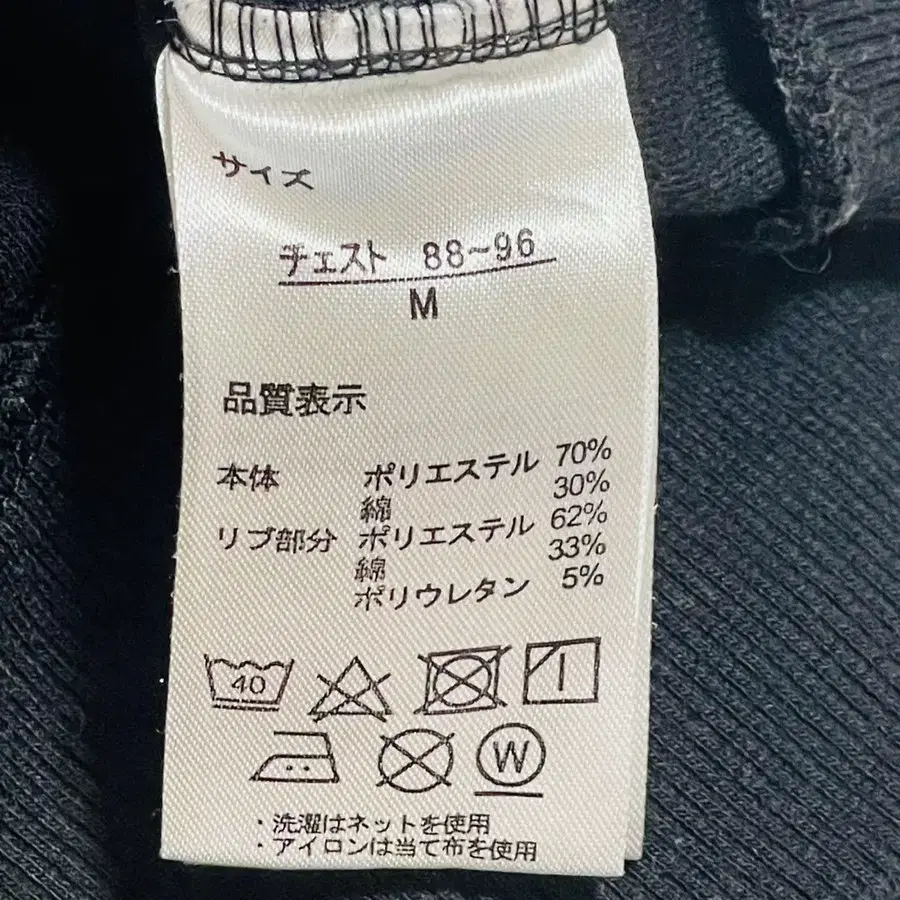 サイズ
チェスト 88~96
M
品質表示
本体 ポリエステル 70%
綿 30%
リブ部分 ポリエステル 62%
綿 33%
ポリウレタン 5%
40
W
・洗濯はネットを使用
・アイロンは当て布を使用